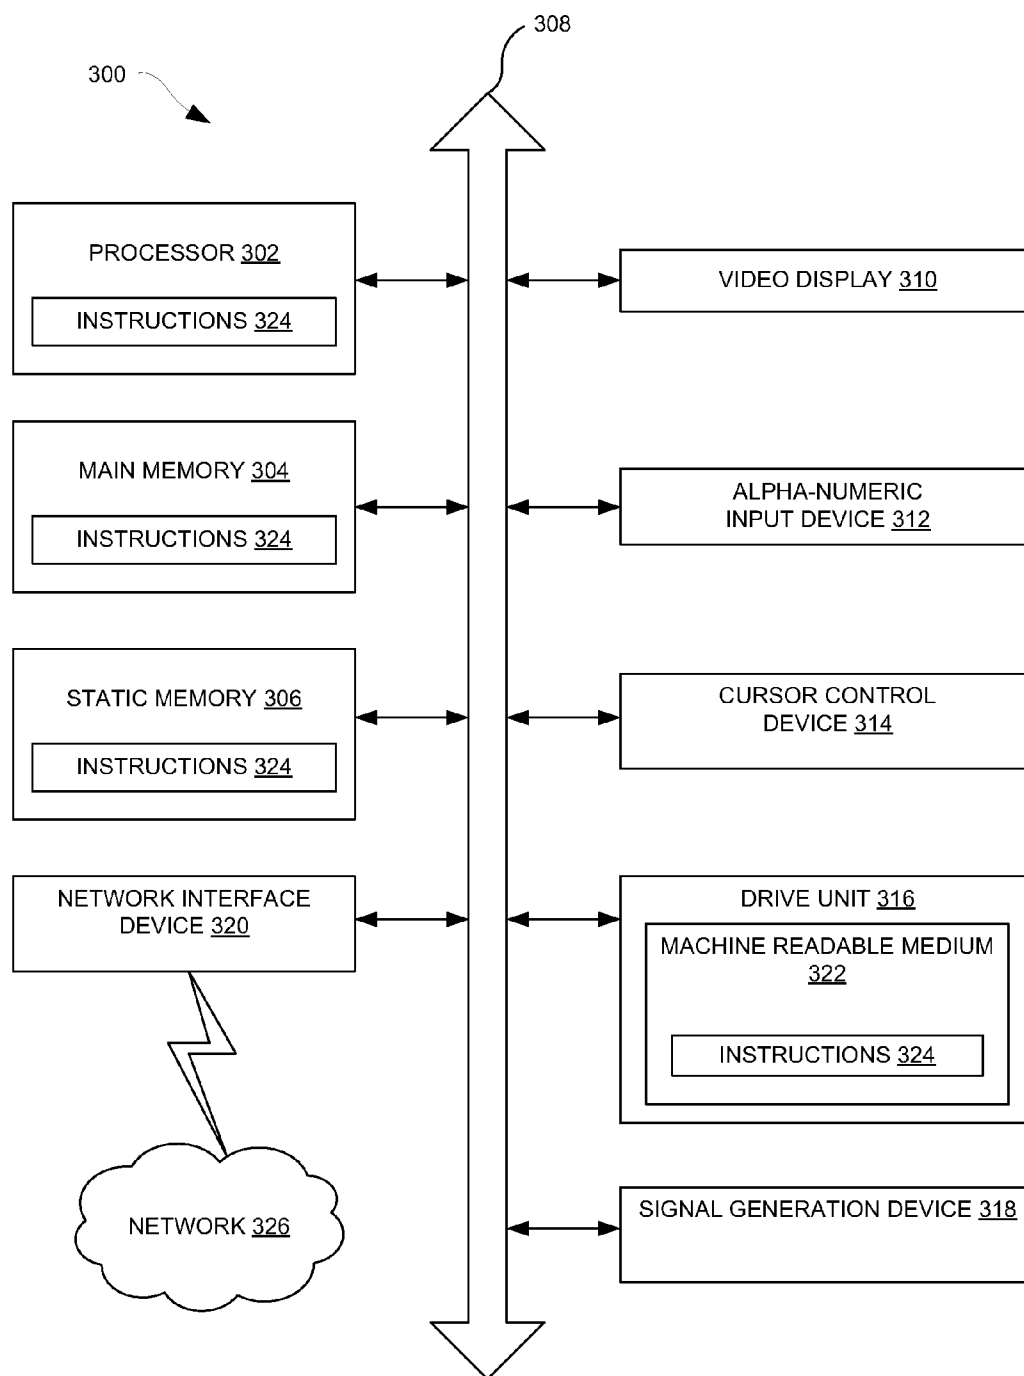 308
300
PROCESSOR 302
INSTRUCTIONS 324
VIDEO DISPLAY 310
MAIN MEMORY 304
INSTRUCTIONS 324
ALPHA-NUMERIC
INPUT DEVICE 312
STATIC MEMORY 306
INSTRUCTIONS 324
CURSOR CONTROL
DEVICE 314
NETWORK INTERFACE
DEVICE 320
DRIVE UNIT 316
MACHINE READABLE MEDIUM
322
INSTRUCTIONS 324
NETWORK 326
SIGNAL GENERATION DEVICE 318